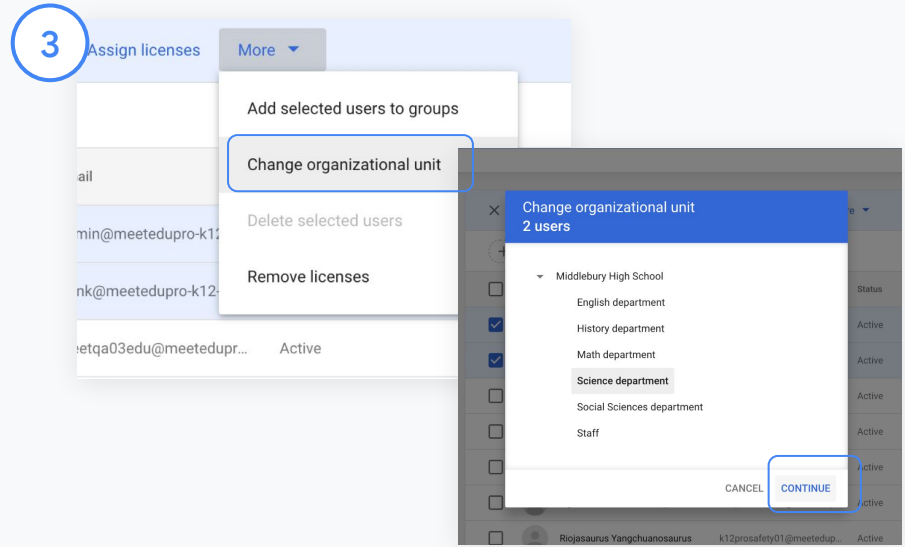 3
Assign licenses More
Add selected users to groups
ail
Change organizational unit
min@meetedupro-k12
Delete selected users
nk@meetedupro-k12-
Remove licenses
eetqa03edu@meetedupr... Active
Change organizational unit
2 users
Middlebury High School
English department
History department
Math department
Science department
Social Sciences department
Staff
CANCEL CONTINUE
Status
Active
Active
Active
Active
Active
Active
Riojasaurus Yangchuanosaurus k12prosafety01@meetedup... Active